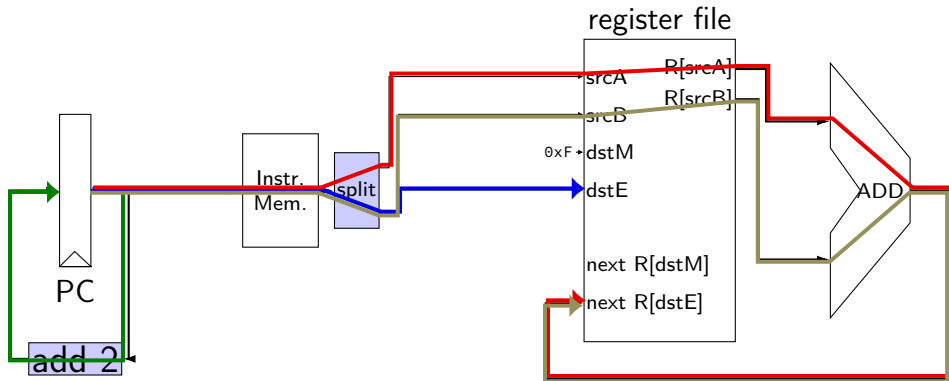 register file
srcA
R[srcA]
srcB
R[srcB]
0xF
dstM
dstE
next R[dstM]
next R[dstE]
Instr.
Mem.
split
ADD
PC
add 2